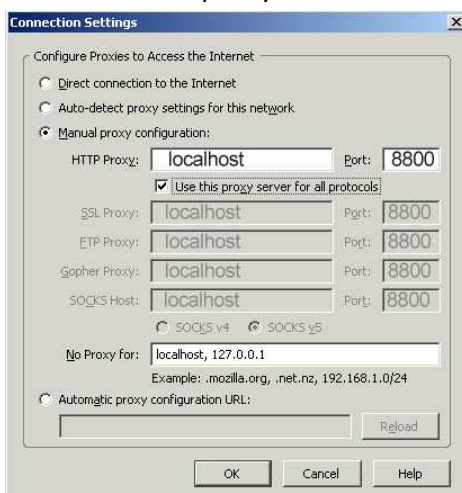 Connection Settings
Configure Proxies to Access the Internet
Direct connection to the Internet
Auto-detect proxy settings for this network
Manual proxy configuration:
HTTP Proxy: localhost Port: 8800
Use this proxy server for all protocols
SSL Proxy: localhost Port: 8800
FTP Proxy: localhost Port: 8800
Gopher Proxy: localhost Port: 8800
SOCKS Host: localhost Port: 8800
SOCKS v4 SOCKS v5
No Proxy for: localhost, 127.0.0.1
Example: .mozilla.org, .net.nz, 192.168.1.0/24
Automatic proxy configuration URL:
Reload
OK Cancel Help